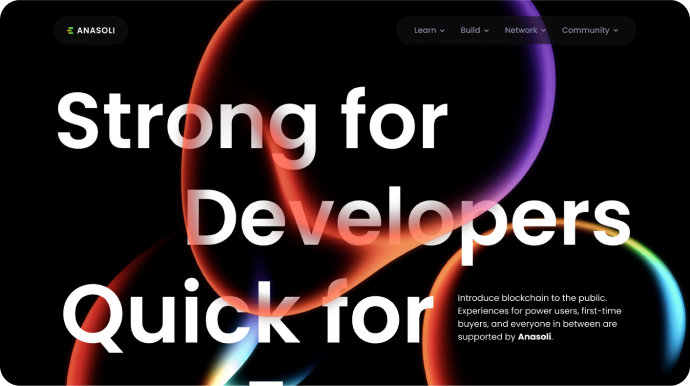 ANASOLI
Learn Build Network Community
Strong for
Developers
Quick for
Introduce blockchain to the public.
Experiences for power users, first-time
buyers, and everyone in between are
supported by Anasoli.